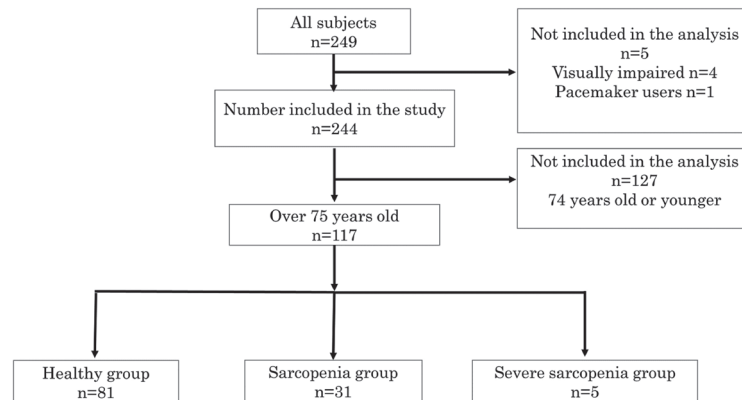 All subjects
n=249
Not included in the analysis
n=5
Visually impaired n=4
Pacemaker users n=1
Number included in the study
n=244
Not included in the analysis
n=127
74 years old or younger
Over 75 years old
n=117
Healthy group
n=81
Sarcopenia group
n=31
Severe sarcopenia group
n=5